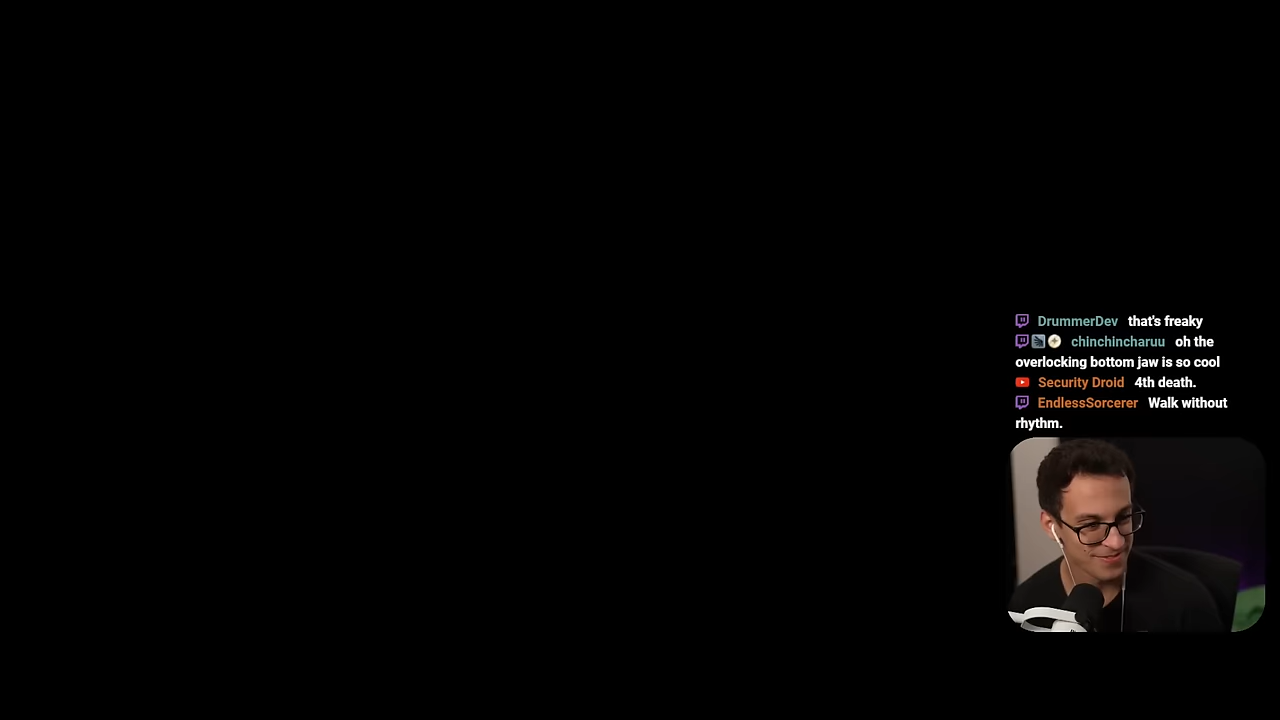 DrummerDev that's freaky
chinchincharuu oh the
overlocking bottom jaw is so cool
Security Droid 4th death.
EndlessSorcerer Walk without
rhythm.